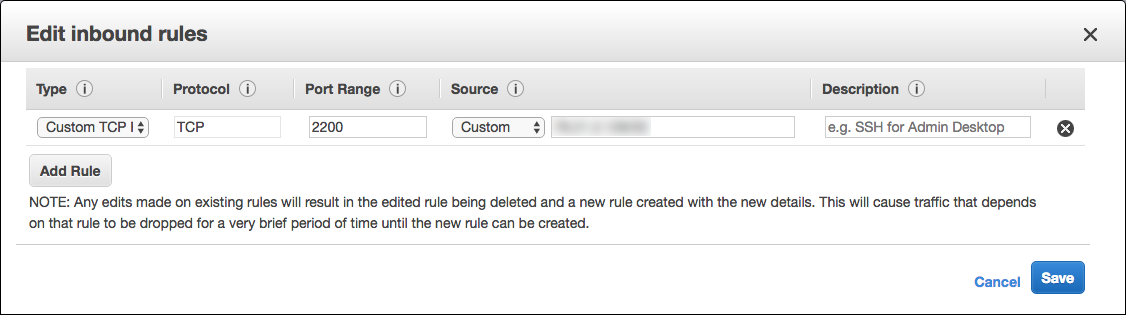 Edit inbound rules
Type Protocol Port Range Source Description
Custom TCP TCP 2200 Custom e.g. SSH for Admin Desktop
Add Rule
NOTE: Any edits made on existing rules will result in the edited rule being deleted and a new rule created with the new details. This will cause traffic that depends
on that rule to be dropped for a very brief period of time until the new rule can be created.
Cancel Save